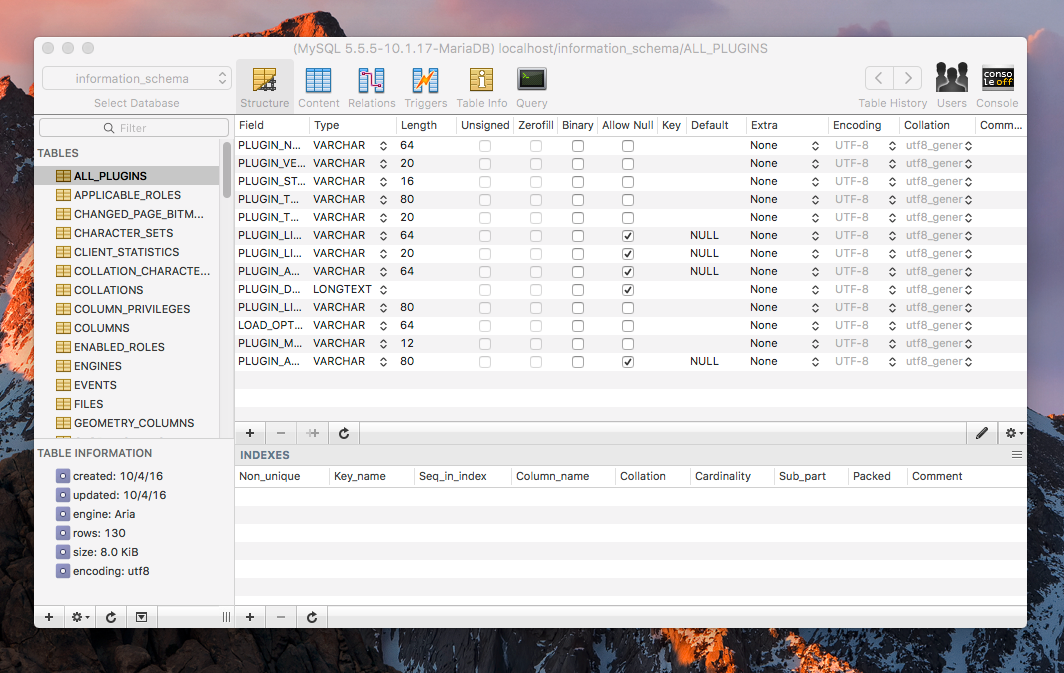 (MySQL 5.5.5-10.1.17-MariaDB) localhost/information_schema/ALL_PLUGINS
information_schema
Select Database
Structure Content Relations Triggers Table Info Query
Table History Users Console
conso
le off
Filter
TABLES
ALL_PLUGINS
APPLICABLE_ROLES
CHANGED_PAGE_BITM...
CHARACTER_SETS
CLIENT_STATISTICS
COLLATION_CHARACTE...
COLLATIONS
COLUMN_PRIVILEGES
COLUMNS
ENABLED_ROLES
ENGINES
EVENTS
FILES
GEOMETRY_COLUMNS
TABLE INFORMATION
created: 10/4/16
updated: 10/4/16
engine: Aria
rows: 130
size: 8.0 KiB
encoding: utf8
Field Type Length Unsigned Zerofill Binary Allow Null Key Default Extra Encoding Collation Comm...
PLUGIN_N... VARCHAR 64 None UTF-8 utf8_gener
PLUGIN_VE... VARCHAR 20 None UTF-8 utf8_gener
PLUGIN_ST... VARCHAR 16 None UTF-8 utf8_gener
PLUGIN_T... VARCHAR 80 None UTF-8 utf8_gener
PLUGIN_T... VARCHAR 20 None UTF-8 utf8_gener
PLUGIN_LI... VARCHAR 64 NULL None UTF-8 utf8_gener
PLUGIN_LI... VARCHAR 20 NULL None UTF-8 utf8_gener
PLUGIN_A... VARCHAR 64 NULL None UTF-8 utf8_gener
PLUGIN_D... LONGTEXT None UTF-8 utf8_gener
PLUGIN_LI... VARCHAR 80 None UTF-8 utf8_gener
LOAD_OPT... VARCHAR 64 None UTF-8 utf8_gener
PLUGIN_M... VARCHAR 12 None UTF-8 utf8_gener
PLUGIN_A... VARCHAR 80 NULL None UTF-8 utf8_gener
INDEXES
Non_unique Key_name Seq_in_index Column_name Collation Cardinality Sub_part Packed Comment